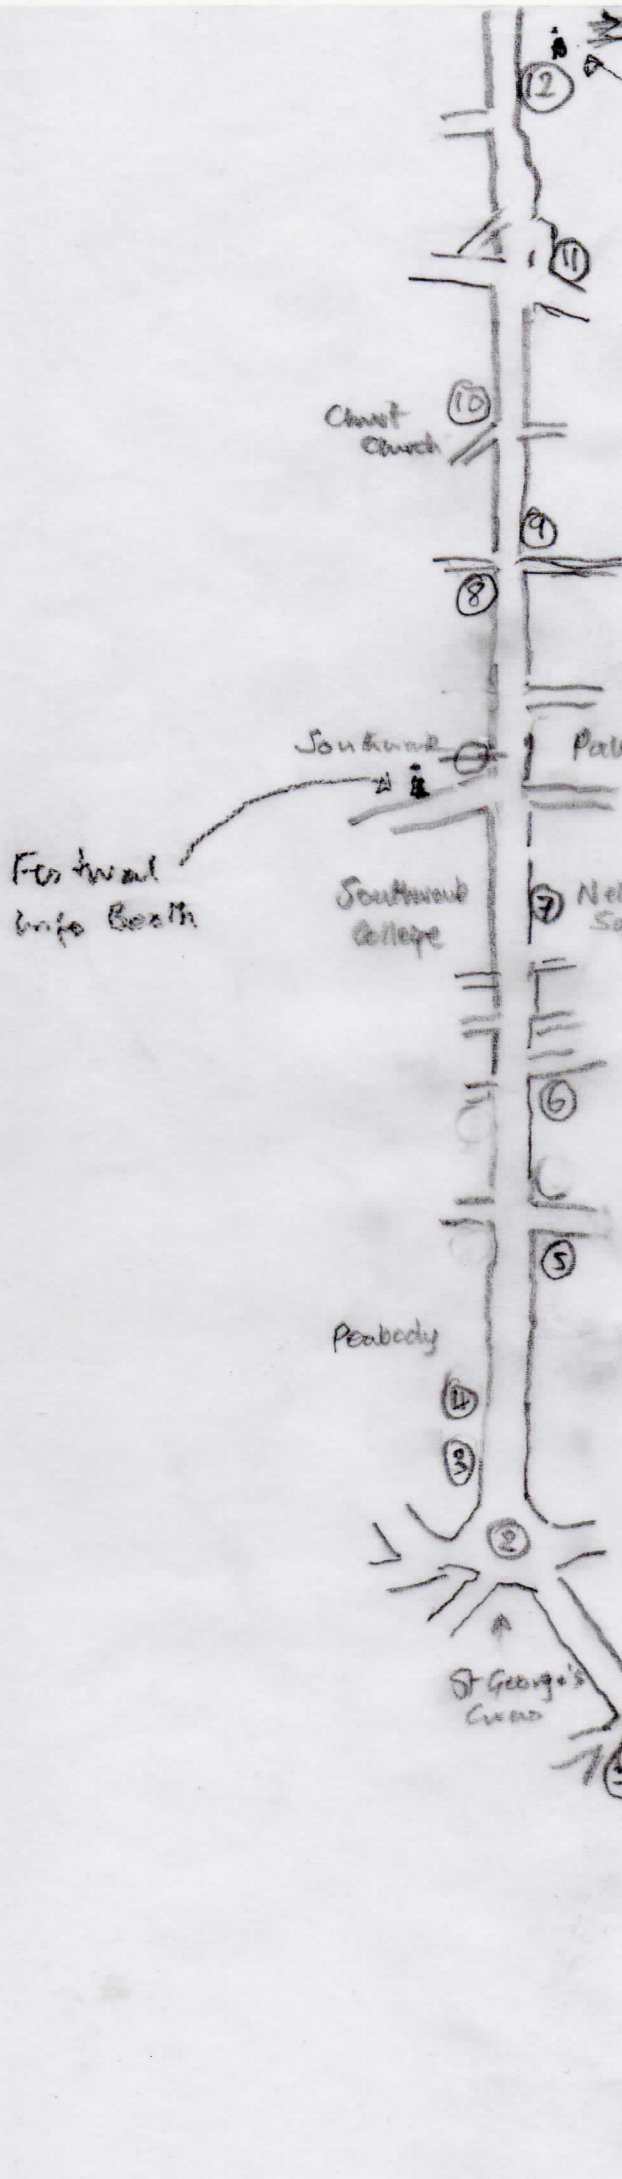 12
11
10
Christ
Church
9
8
Southwark
i
Festival
Info Booth
Southwark
College
7
6
5
Peabody
4
3
2
St George's
Circus